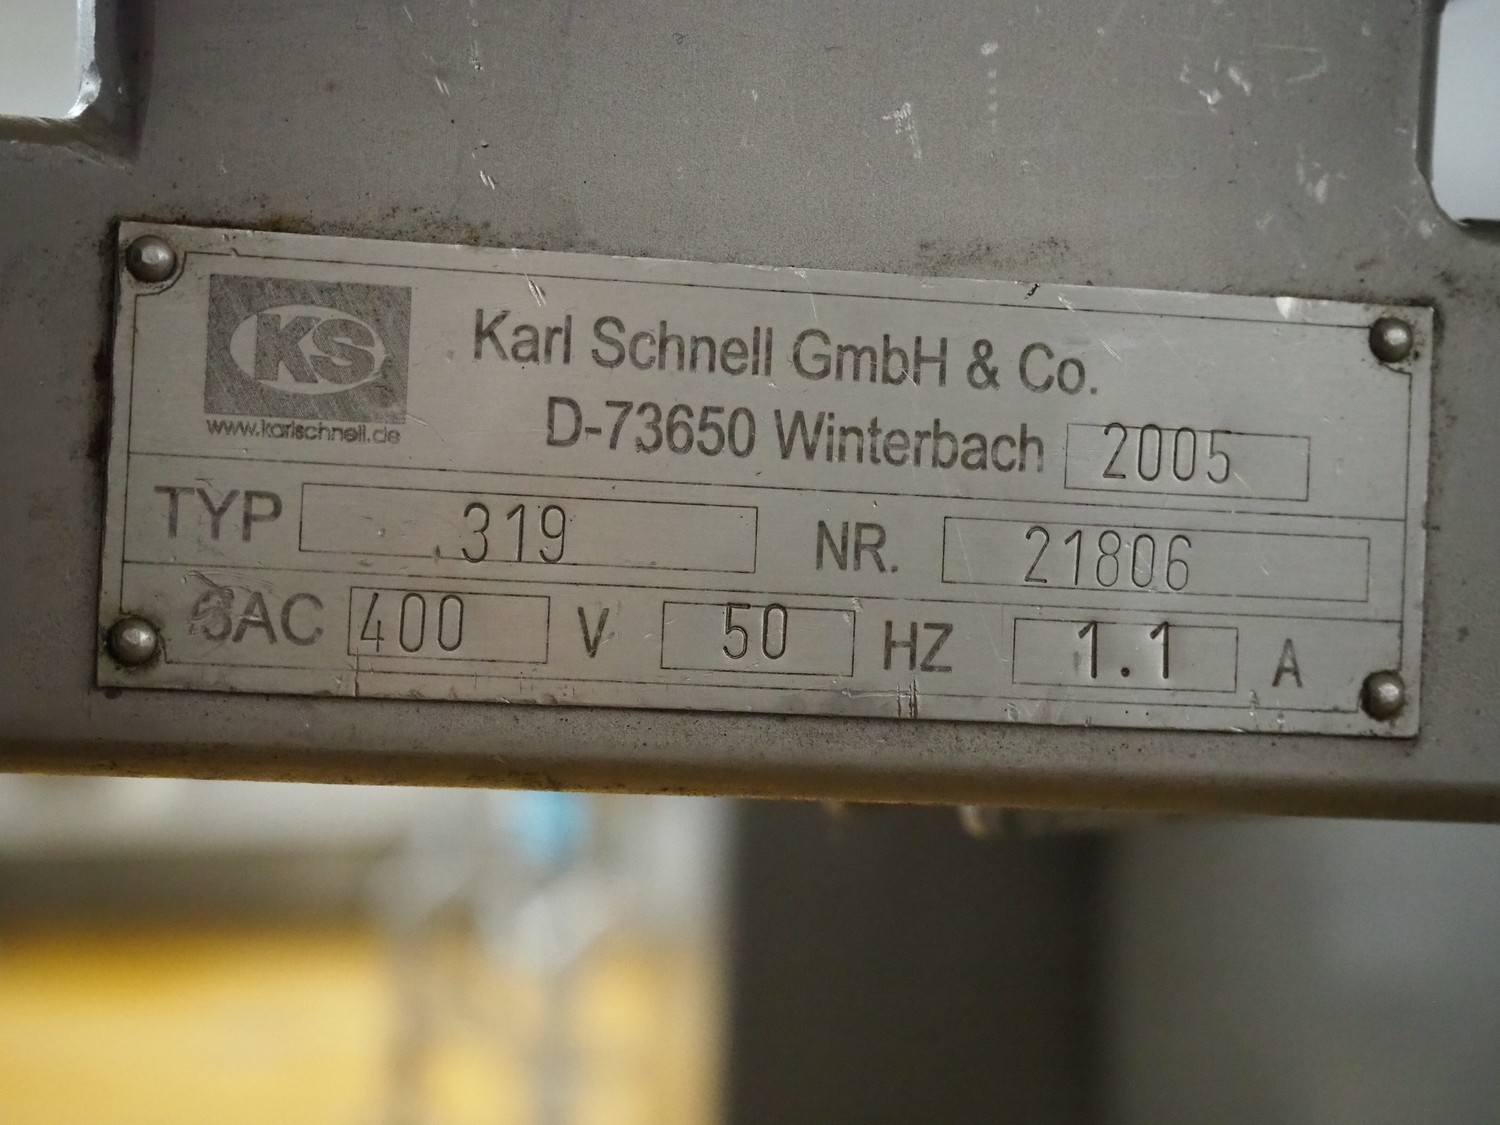 KS
Karl Schnell GmbH & Co.
www.karlschnell.de
D-73650 Winterbach 2005
TYP .319 NR. 21806
3AC 400 V 50 HZ 1.1 A